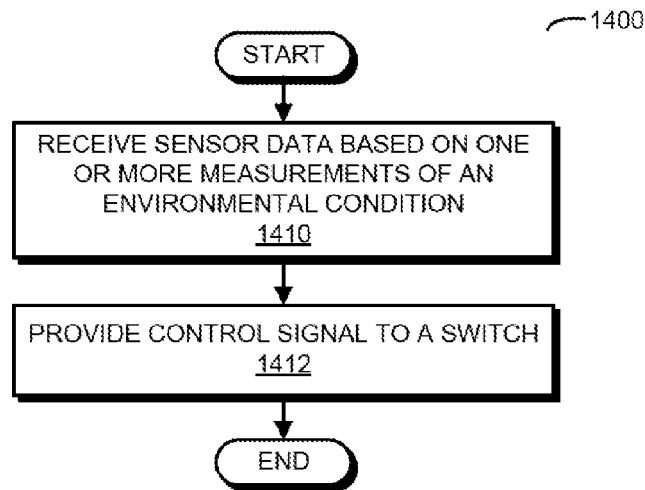 1400
START
RECEIVE SENSOR DATA BASED ON ONE
OR MORE MEASUREMENTS OF AN
ENVIRONMENTAL CONDITION
1410
PROVIDE CONTROL SIGNAL TO A SWITCH
1412
END